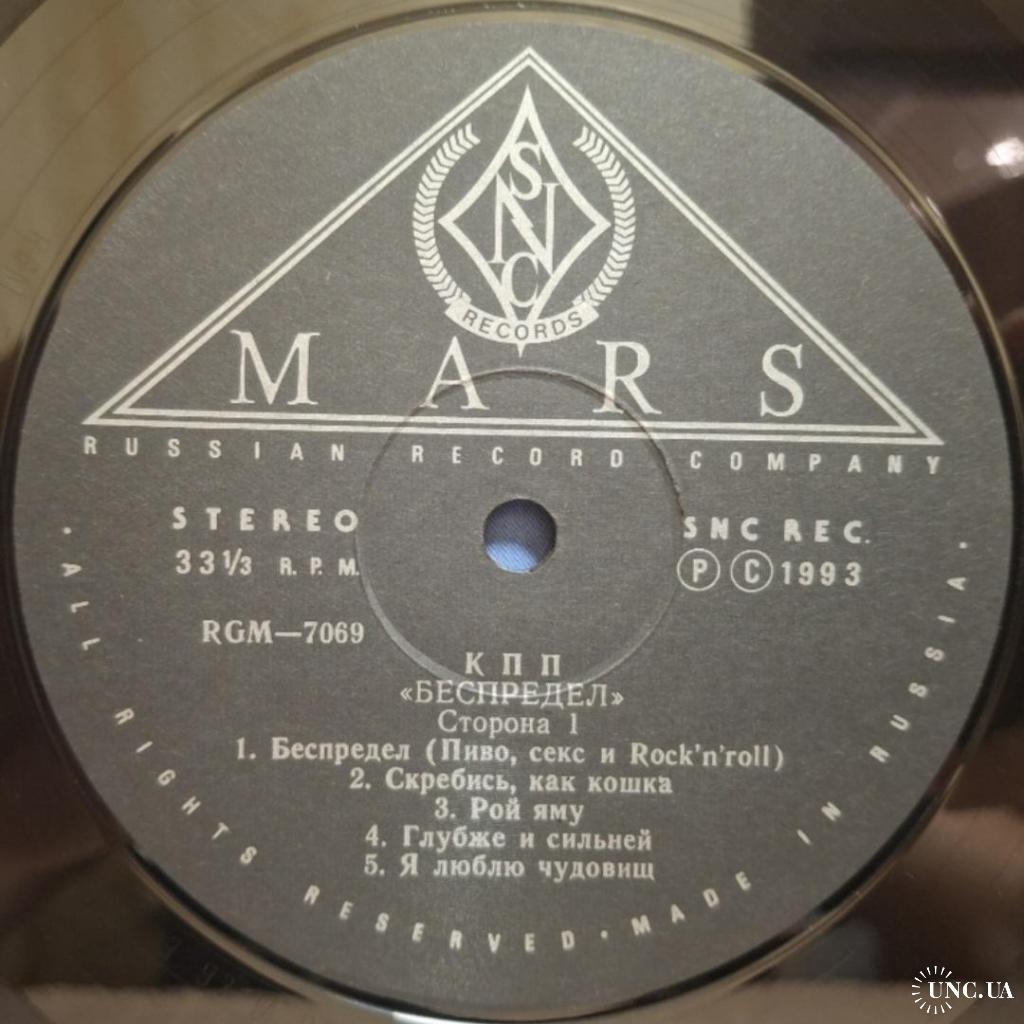 SNC
RECORDS
MARS
RUSSIAN RECORD COMPANY
STEREO
SNC REC.
33 1/3 R. P. M.
Ⓟ Ⓒ 1993
RGM—7069
КПП
«БЕСПРЕДЕЛ»
Сторона 1
1. Беспредел (Пиво, секс и Rock'n'roll)
2. Скребись, как кошка
3. Рой яму
4. Глубже и сильней
5. Я люблю чудовищ
· ALL RIGHTS RESERVED · MADE IN RUSSIA ·
UNC.UA